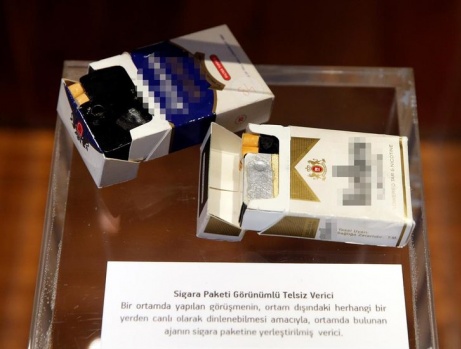 Sigara Paketi Görünümlü Telsiz Verici
Bir ortamda yapılan görüşmenin, ortam dışındaki herhangi bir
yerden canlı olarak dinlenebilmesi amacıyla, ortamda bulunan
ajanın sigara paketine yerleştirilmiş verici.